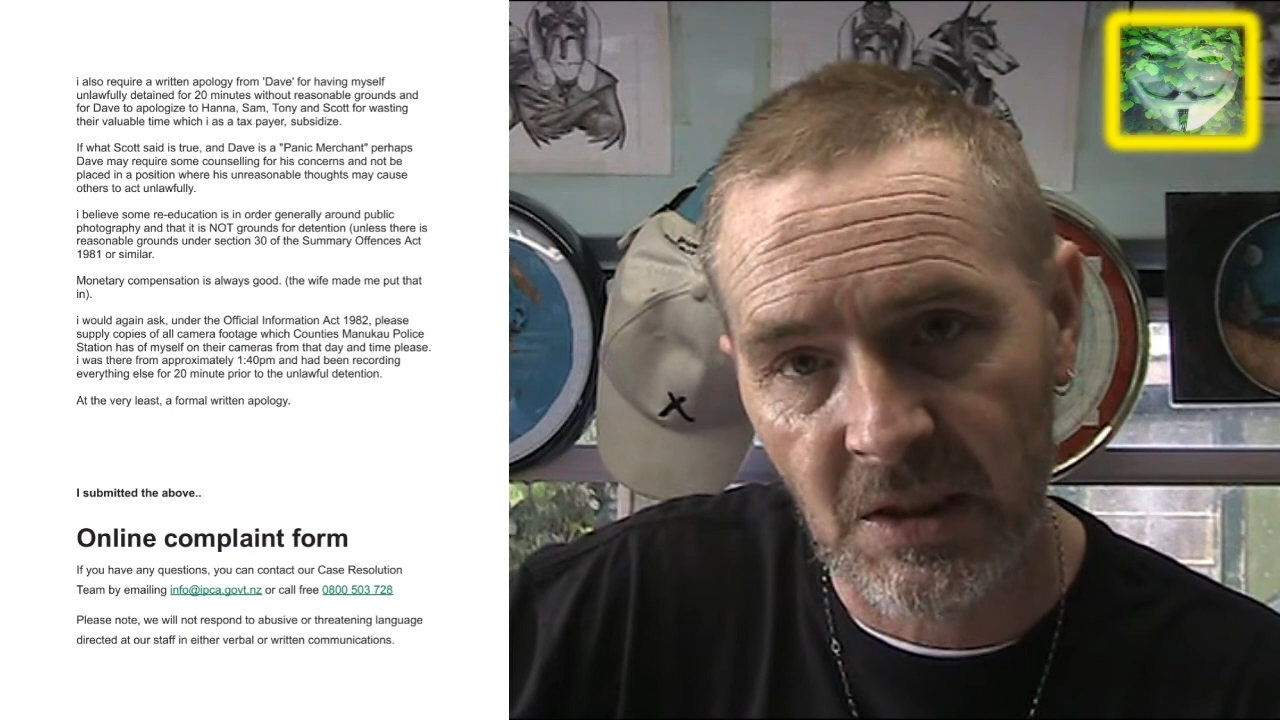 i also require a written apology from 'Dave' for having myself
unlawfully detained for 20 minutes without reasonable grounds and
for Dave to apologize to Hanna, Sam, Tony and Scott for wasting
their valuable time which i as a tax payer, subsidize.
If what Scott said is true, and Dave is a "Panic Merchant" perhaps
Dave may require some counselling for his concerns and not be
placed in a position where his unreasonable thoughts may cause
others to act unlawfully.
i believe some re-education is in order generally around public
photography and that it is NOT grounds for detention (unless there is
reasonable grounds under section 30 of the Summary Offences Act
1981 or similar.
Monetary compensation is always good. (the wife made me put that
in).
i would again ask, under the Official Information Act 1982, please
supply copies of all camera footage which Counties Manukau Police
Station has of myself on their cameras from that day and time please.
i was there from approximately 1:40pm and had been recording
everything else for 20 minute prior to the unlawful detention.
At the very least, a formal written apology.
I submitted the above..
Online complaint form
If you have any questions, you can contact our Case Resolution
Team by emailing info@ipca.govt.nz or call free 0800 503 728
Please note, we will not respond to abusive or threatening language
directed at our staff in either verbal or written communications.